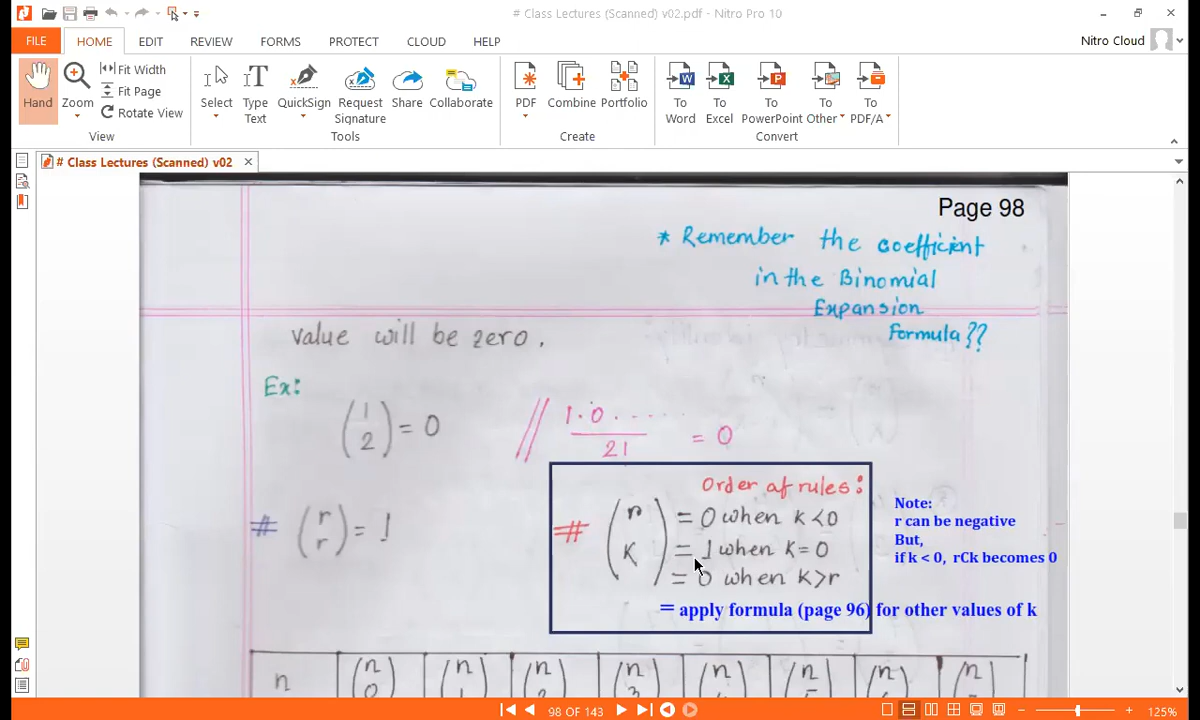 # Class Lectures (Scanned) v02.pdf - Nitro Pro 10
FILE HOME EDIT REVIEW FORMS PROTECT CLOUD HELP Nitro Cloud
Hand
Zoom
Fit Width
Fit Page
Rotate View
View
Select
Type Text
QuickSign
Request Signature
Share
Collaborate
Tools
PDF
Combine
Portfolio
Create
To Word
To Excel
To PowerPoint
To Other
To PDF/A
Convert
# Class Lectures (Scanned) v02
Page 98
* Remember the coefficient
in the Binomial
Expansion
Formula??
value will be zero.
Ex:
(1 2) = 0 // 1.0...... / 2! = 0
Order of rules:
# (r r) = 1
# (r K) = 0 when K<0
= 1 when K=0
= 0 when K>r
Note:
r can be negative
But,
if k < 0, rCk becomes 0
= apply formula (page 96) for other values of k
n (n 0) (n 1) (n 2) (n 3) (n
98 OF 143
125%